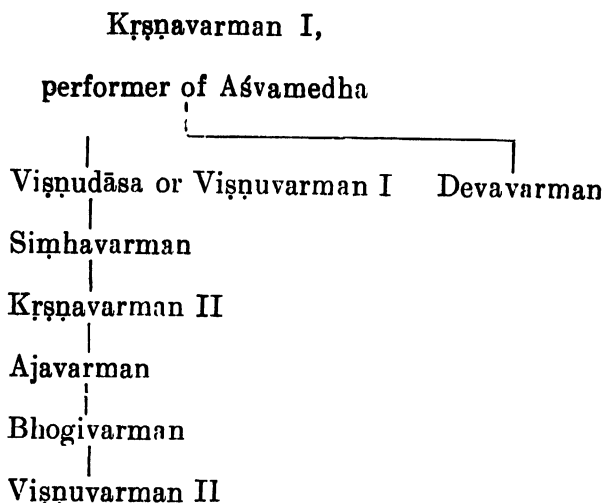 Kṛṣṇavarman I,
performer of Aśvamedha
Viṣṇudāsa or Viṣṇuvarman I Devavarman
Siṃhavarman
Kṛṣṇavarman II
Ajavarman
Bhogivarman
Viṣṇuvarman II